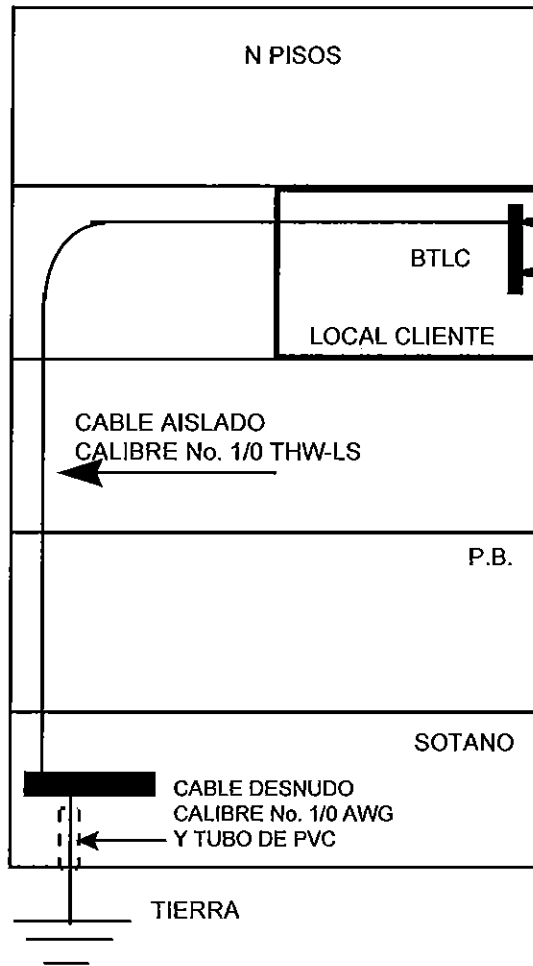 N PISOS
BTLC
LOCAL CLIENTE
CABLE AISLADO
CALIBRE No. 1/0 THW-LS
P.B.
SOTANO
CABLE DESNUDO
CALIBRE No. 1/0 AWG
Y TUBO DE PVC
TIERRA